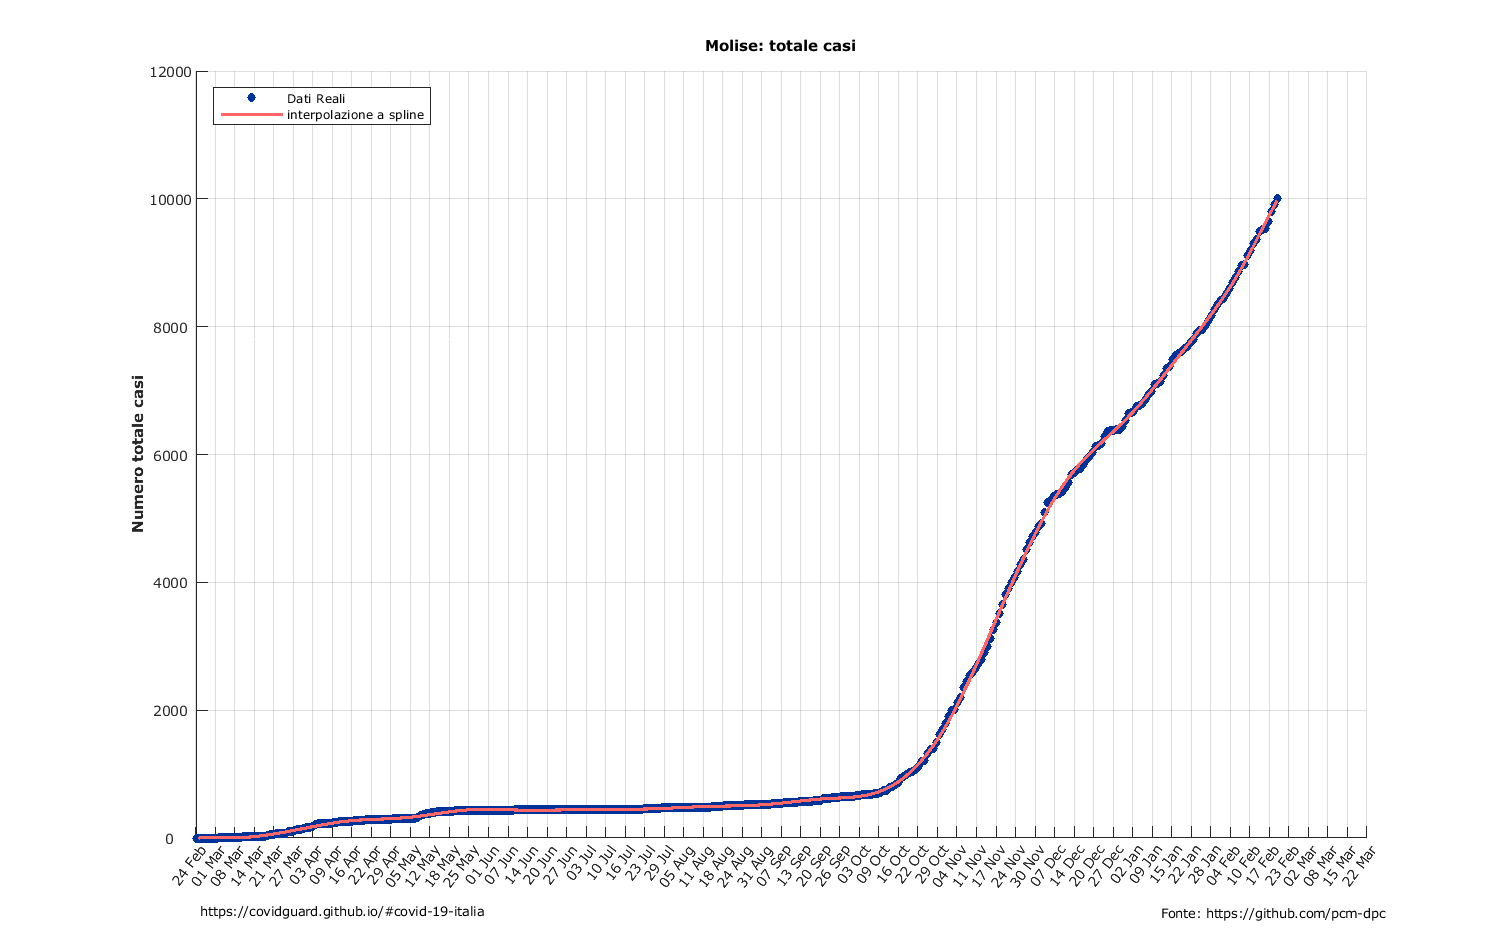 Molise: totale casi
Dati Reali
interpolazione a spline
Numero totale casi
12000
10000
8000
6000
4000
2000
0
24 Feb
01 Mar
08 Mar
14 Mar
21 Mar
27 Mar
03 Apr
09 Apr
16 Apr
22 Apr
29 Apr
05 May
12 May
18 May
25 May
01 Jun
07 Jun
14 Jun
20 Jun
27 Jun
03 Jul
10 Jul
16 Jul
23 Jul
29 Jul
05 Aug
11 Aug
18 Aug
24 Aug
31 Aug
07 Sep
13 Sep
20 Sep
26 Sep
03 Oct
09 Oct
16 Oct
22 Oct
29 Oct
04 Nov
11 Nov
17 Nov
24 Nov
30 Nov
07 Dec
14 Dec
20 Dec
27 Dec
02 Jan
09 Jan
15 Jan
22 Jan
28 Jan
04 Feb
10 Feb
17 Feb
23 Feb
02 Mar
08 Mar
15 Mar
22 Mar
https://covidguard.github.io/#covid-19-italia
Fonte: https://github.com/pcm-dpc